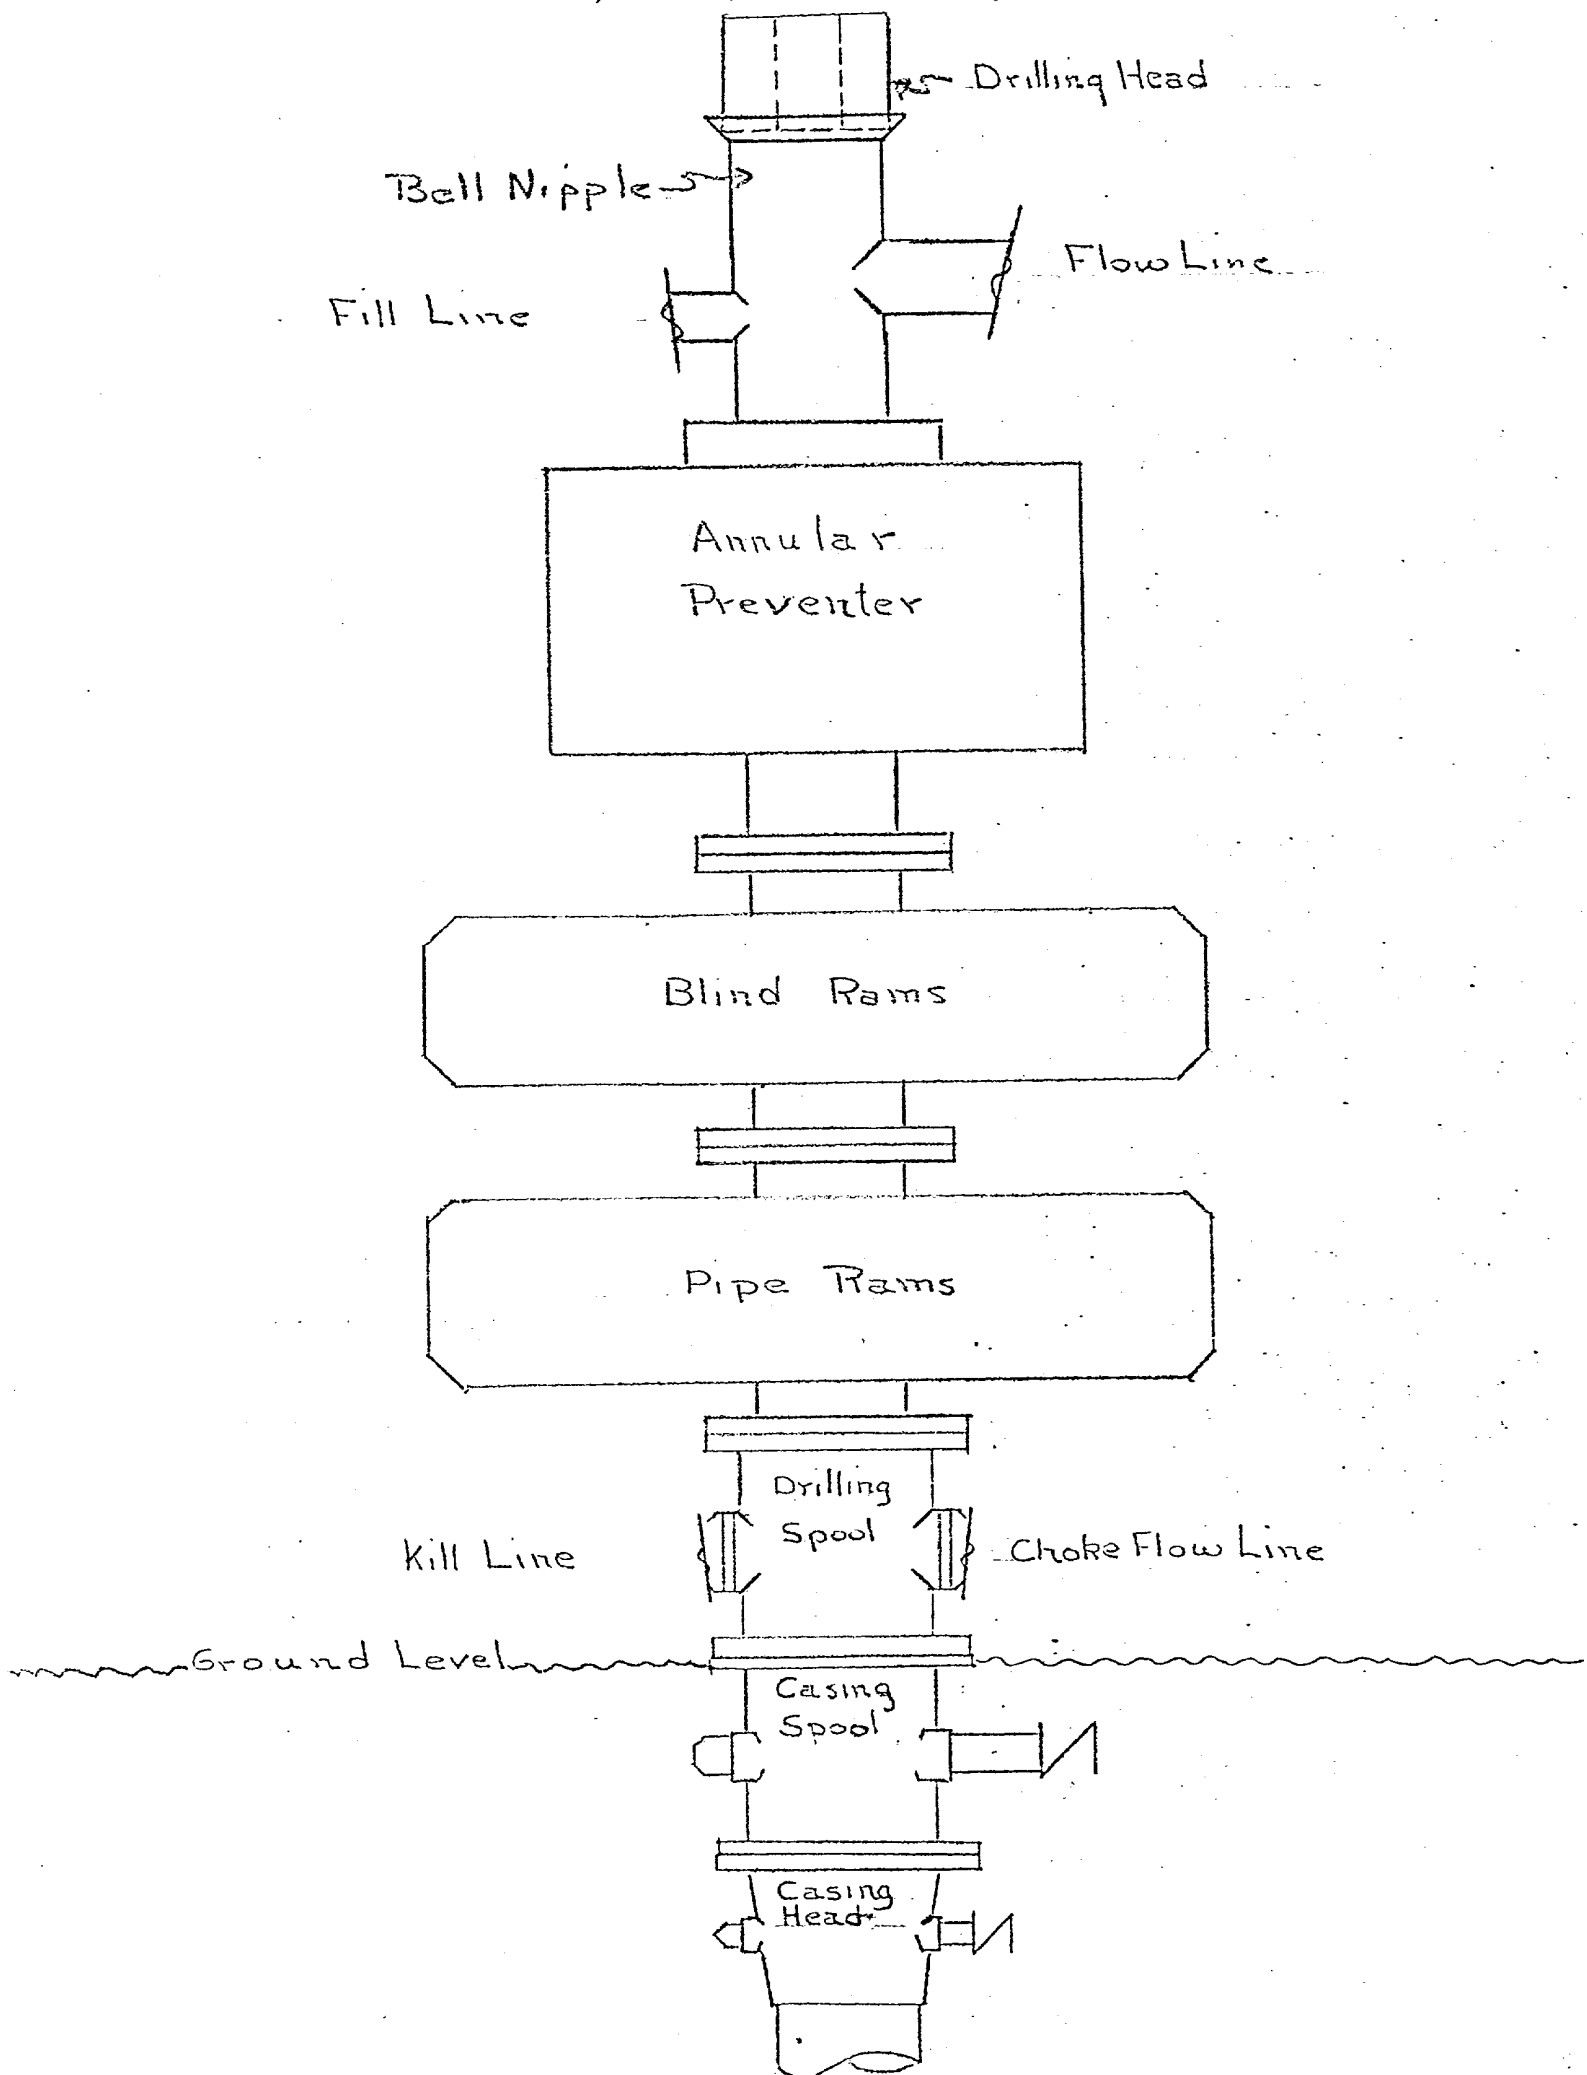 Drilling Head
Bell Nipple
Flow Line
Fill Line
Annular
Preventer
Blind Rams
Pipe Rams
Drilling
Spool
Kill Line
Choke Flow Line
Ground Level
Casing
Spool
Casing
Head